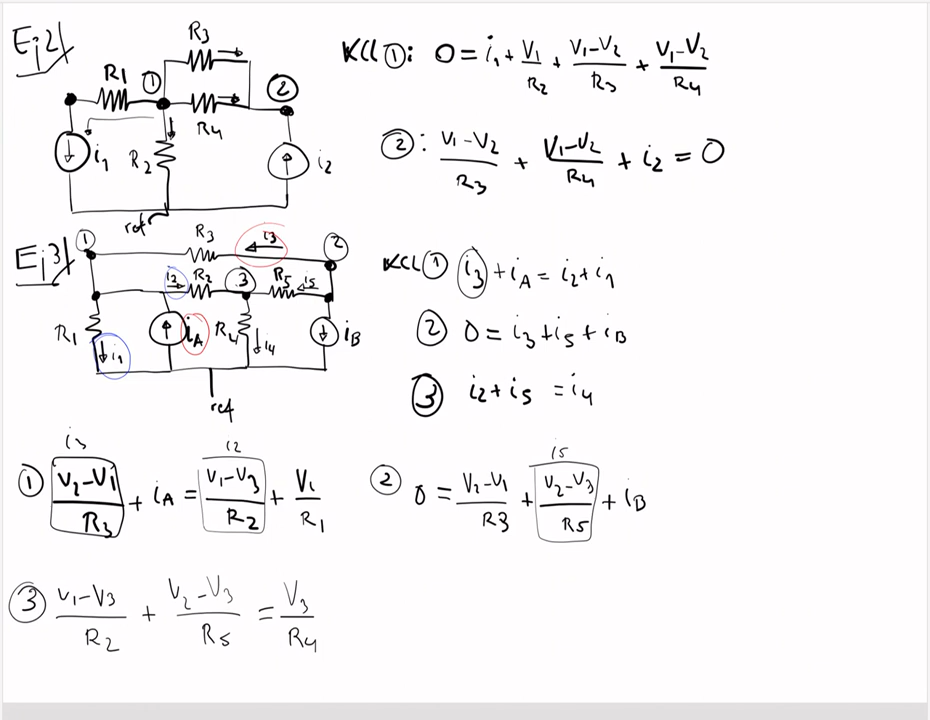 Ej2)
R3
R1
①
②
R4
i1
R2
i2
ref
KCL ①: 0 = i1 + V1/R2 + (V1-V2)/R3 + (V1-V2)/R4
②: (V1-V2)/R3 + (V1-V2)/R4 + i2 = 0
Ej3)
①
R3
i3
②
i2
R2
③
R5
i5
R1
i1
iA
R4
i4
iB
ref
KCL ① i3 + iA = i2 + i1
② 0 = i3 + i5 + iB
③ i2 + i5 = i4
i3
i2
① (V2-V1)/R3 + iA = (V1-V3)/R2 + V1/R1
i5
② 0 = (V2-V1)/R3 + (V2-V3)/R5 + iB
③ (V1-V3)/R2 + (V2-V3)/R5 = V3/R4